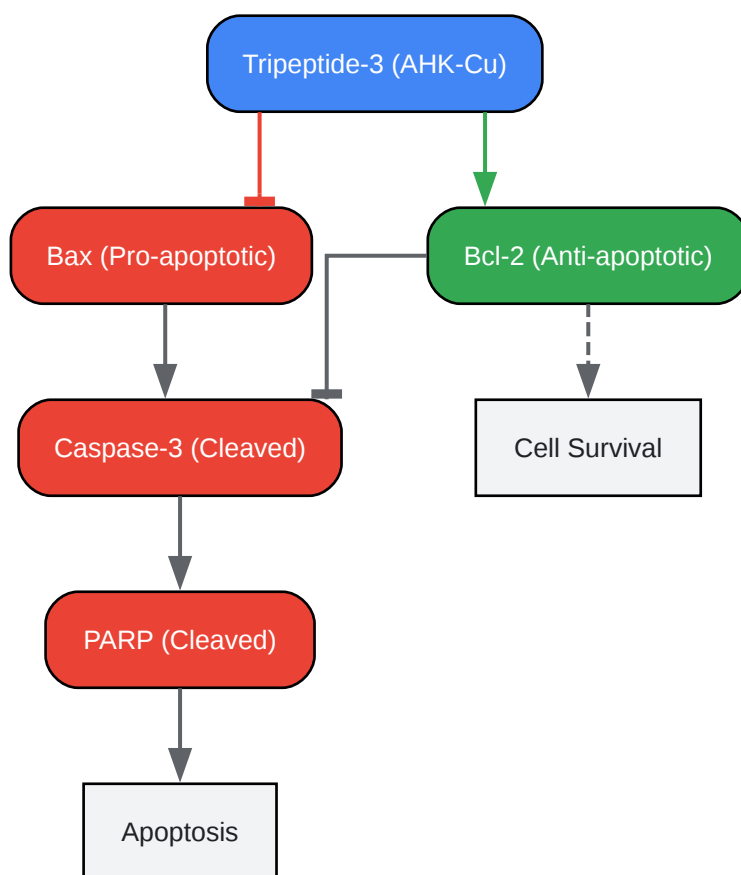 Tripeptide-3 (AHK-Cu)
Bax (Pro-apoptotic)
Bcl-2 (Anti-apoptotic)
Caspase-3 (Cleaved)
Cell Survival
PARP (Cleaved)
Apoptosis